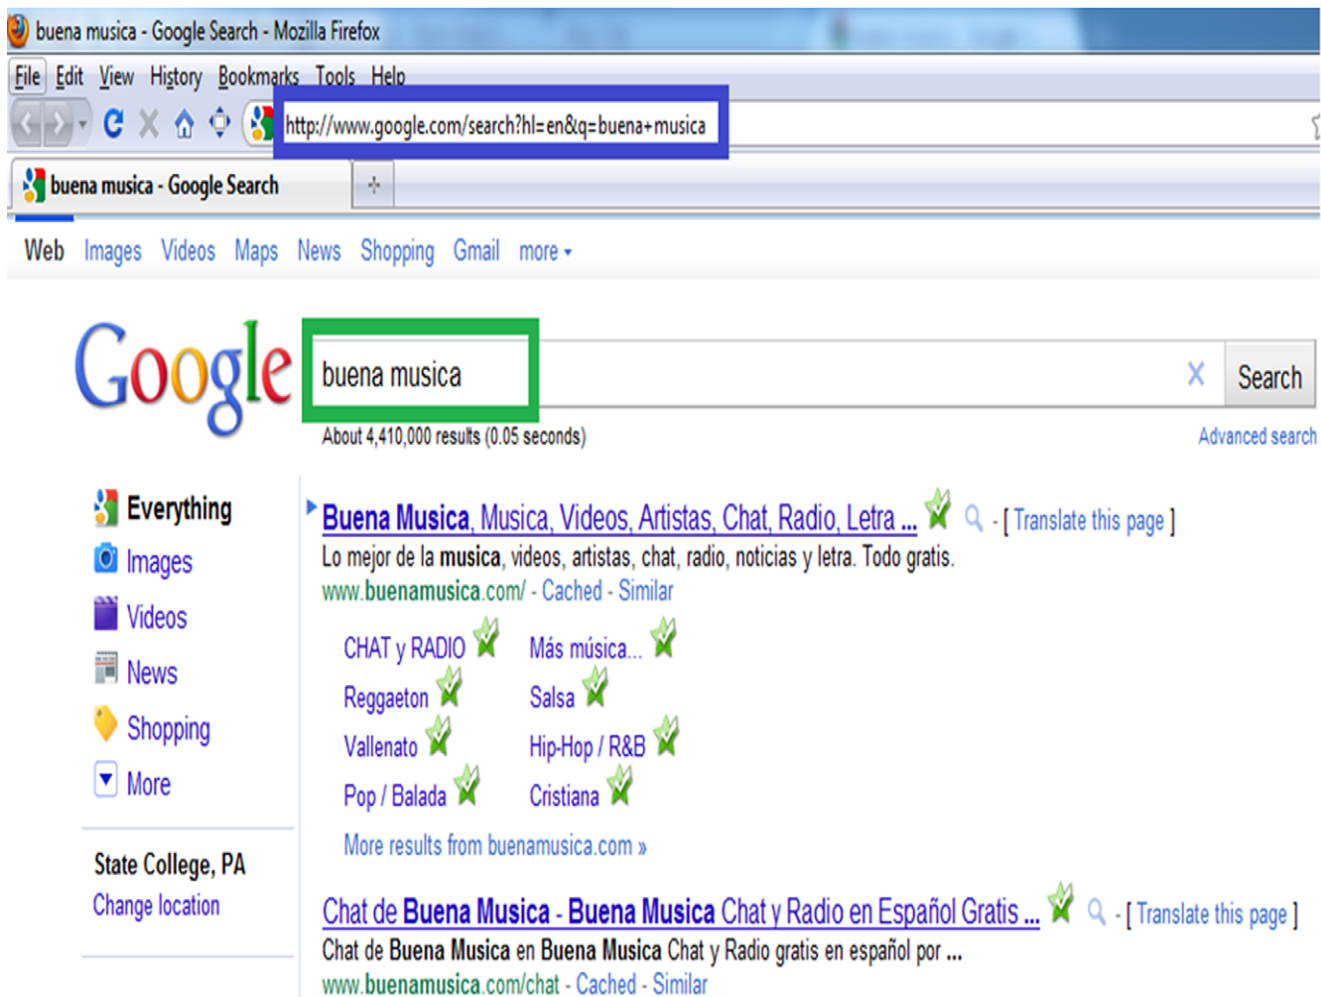 buena musica - Google Search - Mozilla Firefox
File Edit View History Bookmarks Tools Help
http://www.google.com/search?hl=en&q=buena+musica
buena musica - Google Search
Web Images Videos Maps News Shopping Gmail more
Google buena musica Search
About 4,410,000 results (0.05 seconds) Advanced search
Everything
Images
Videos
News
Shopping
More
State College, PA
Change location
Buena Musica, Musica, Videos, Artistas, Chat, Radio, Letra ... - [ Translate this page ]
Lo mejor de la musica, videos, artistas, chat, radio, noticias y letra. Todo gratis.
www.buenamusica.com/ - Cached - Similar
CHAT y RADIO Más música...
Reggaeton Salsa
Vallenato Hip-Hop / R&B
Pop / Balada Cristiana
More results from buenamusica.com »
Chat de Buena Musica - Buena Musica Chat y Radio en Español Gratis ... - [ Translate this page ]
Chat de Buena Musica en Buena Musica Chat y Radio gratis en español por ...
www.buenamusica.com/chat - Cached - Similar